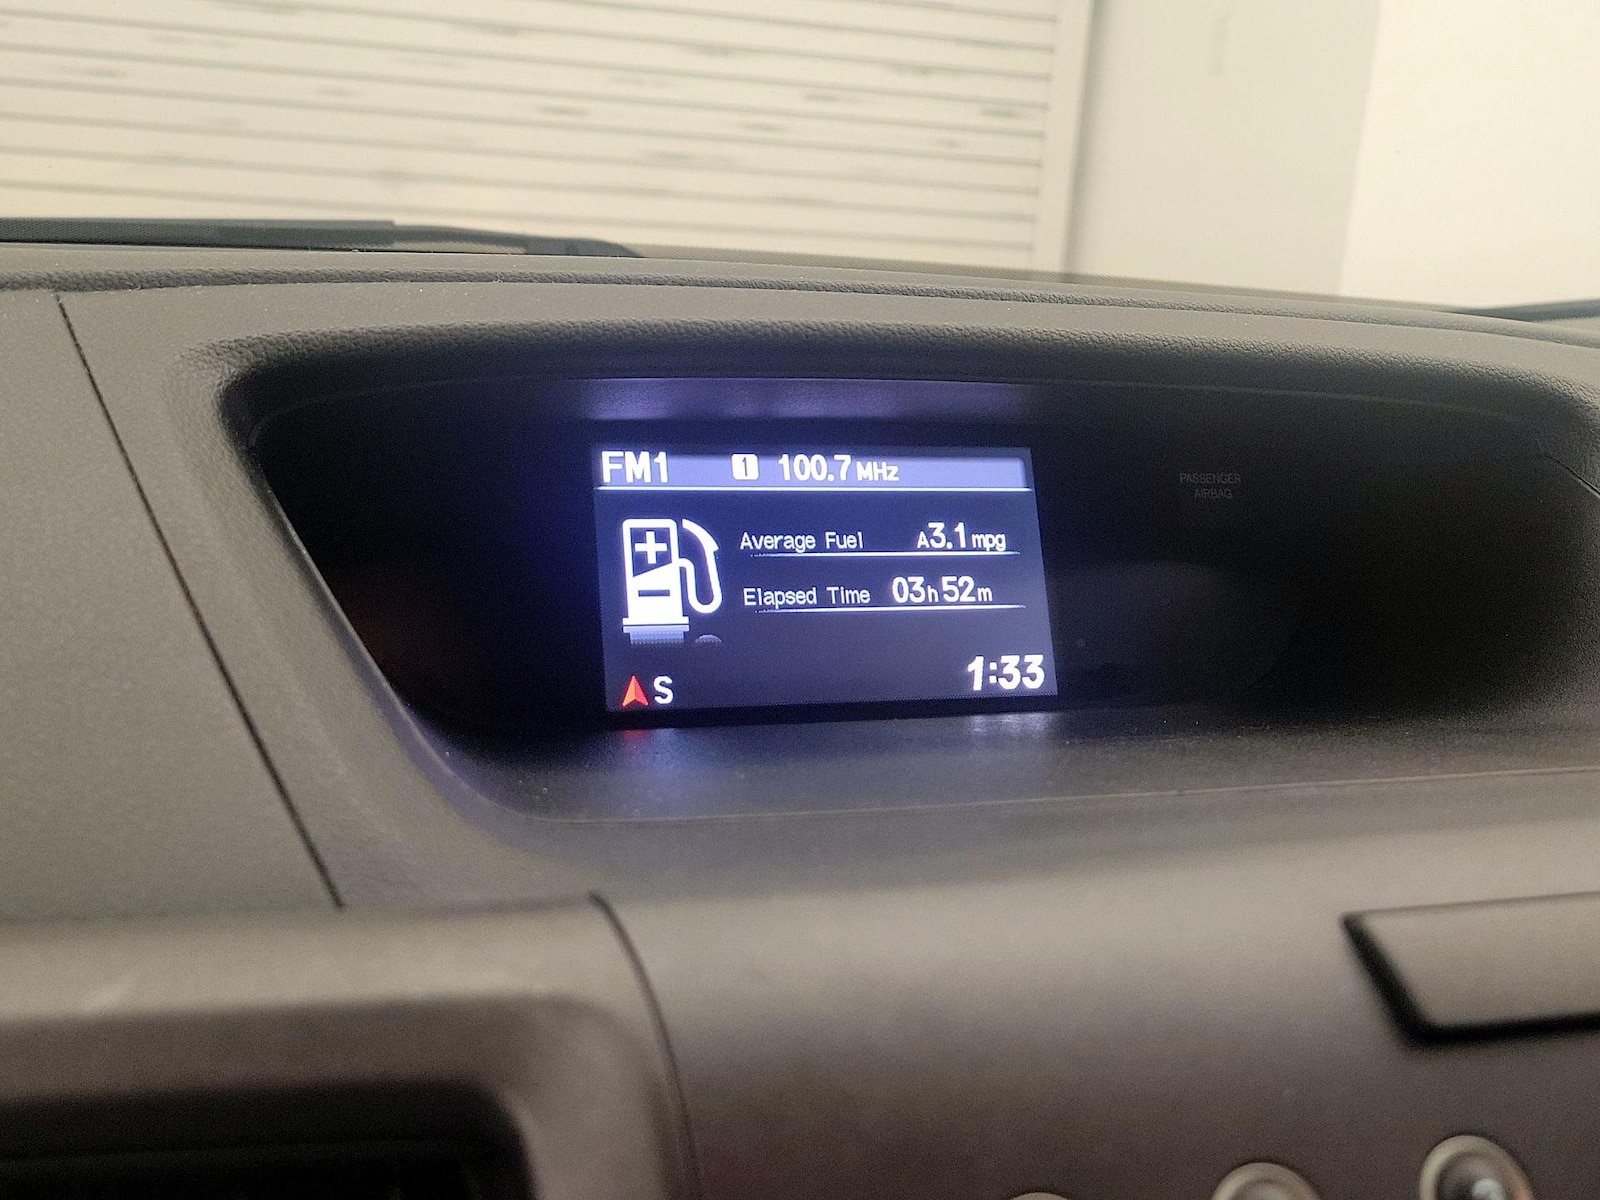 FM1 1 100.7 MHz
Average Fuel A3.1 mpg
Elapsed Time 03h 52m
S 1:33
PASSENGER
AIRBAG